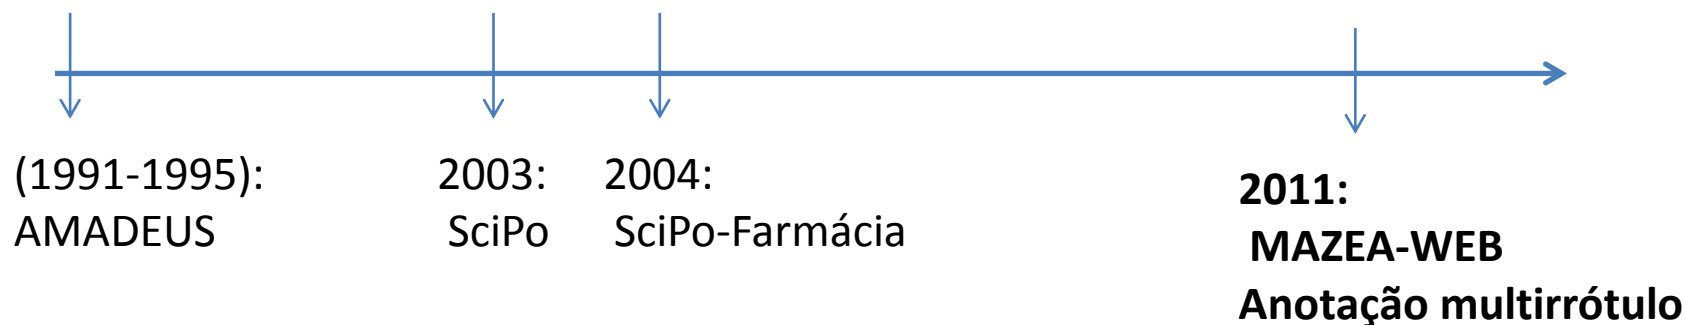 (1991-1995):
AMADEUS
2003:
SciPo
2004:
SciPo-Farmácia
2011:
MAZEA-WEB
Anotação multirrótulo